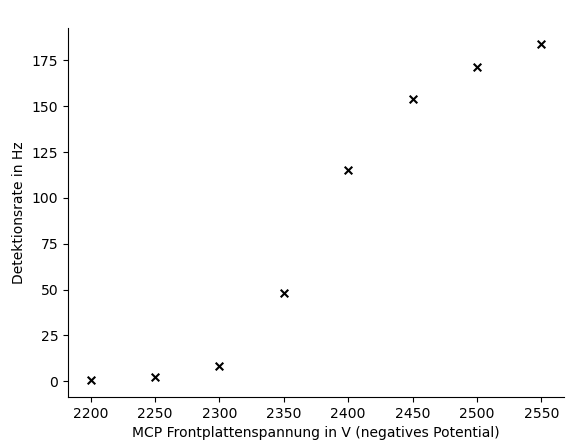 175
150
125
100
75
50
25
0
Detektionsrate in Hz
2200 2250 2300 2350 2400 2450 2500 2550
MCP Frontplattenspannung in V (negatives Potential)